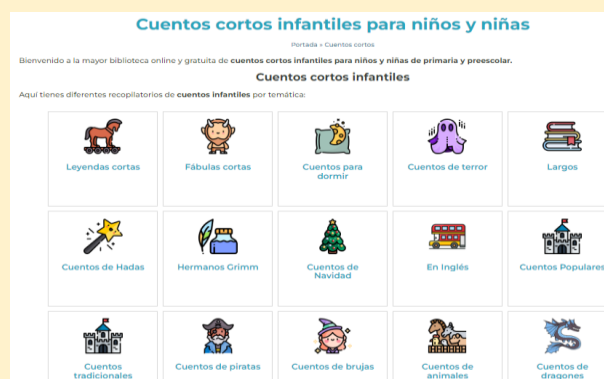 Cuentos cortos infantiles para niños y niñas
Portada » Cuentos cortos
Bienvenido a la mayor biblioteca online y gratuita de cuentos cortos infantiles para niños y niñas de primaria y preescolar.
Cuentos cortos infantiles
Aquí tienes diferentes recopilatorios de cuentos infantiles por temática:
Leyendas cortas
Fábulas cortas
Cuentos para
dormir
Cuentos de terror
Largos
Cuentos de Hadas
Hermanos Grimm
Cuentos de
Navidad
En Inglés
Cuentos Populares
Cuentos
tradicionales
Cuentos de piratas
Cuentos de brujas
Cuentos de
animales
Cuentos de
dragones